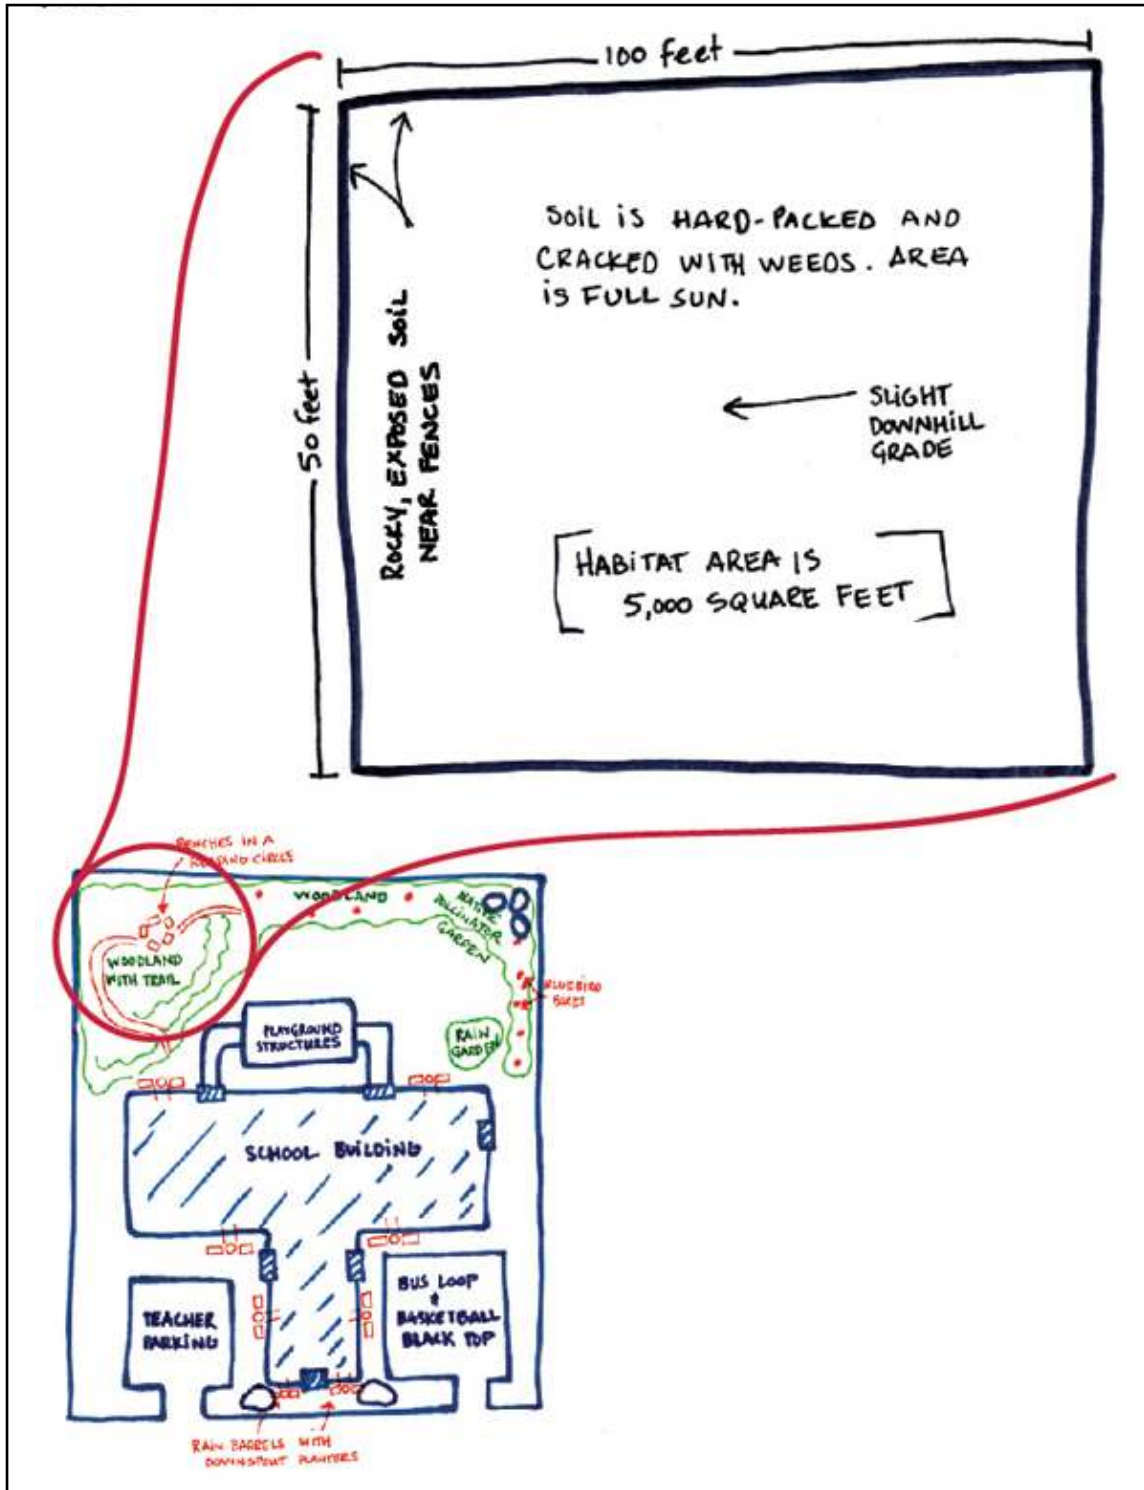 100 feet
50 feet
ROCKY, EXPOSED SOIL
NEAR FENCES
SOIL IS HARD-PACKED AND
CRACKED WITH WEEDS. AREA
IS FULL SUN.
SLIGHT
DOWNHILL
GRADE
HABITAT AREA IS
5,000 SQUARE FEET
BENCHES IN A
READING CIRCLE
WOODLAND
NATIVE
POLLINATOR
GARDEN
WOODLAND
WITH TRAIL
BLUEBIRD
BOXES
PLAYGROUND
STRUCTURES
RAIN
GARDEN
SCHOOL BUILDING
TEACHER
PARKING
BUS LOOP
+
BASKETBALL
BLACK TOP
RAIN BARRELS WITH
DOWNSPOUT PLANTERS